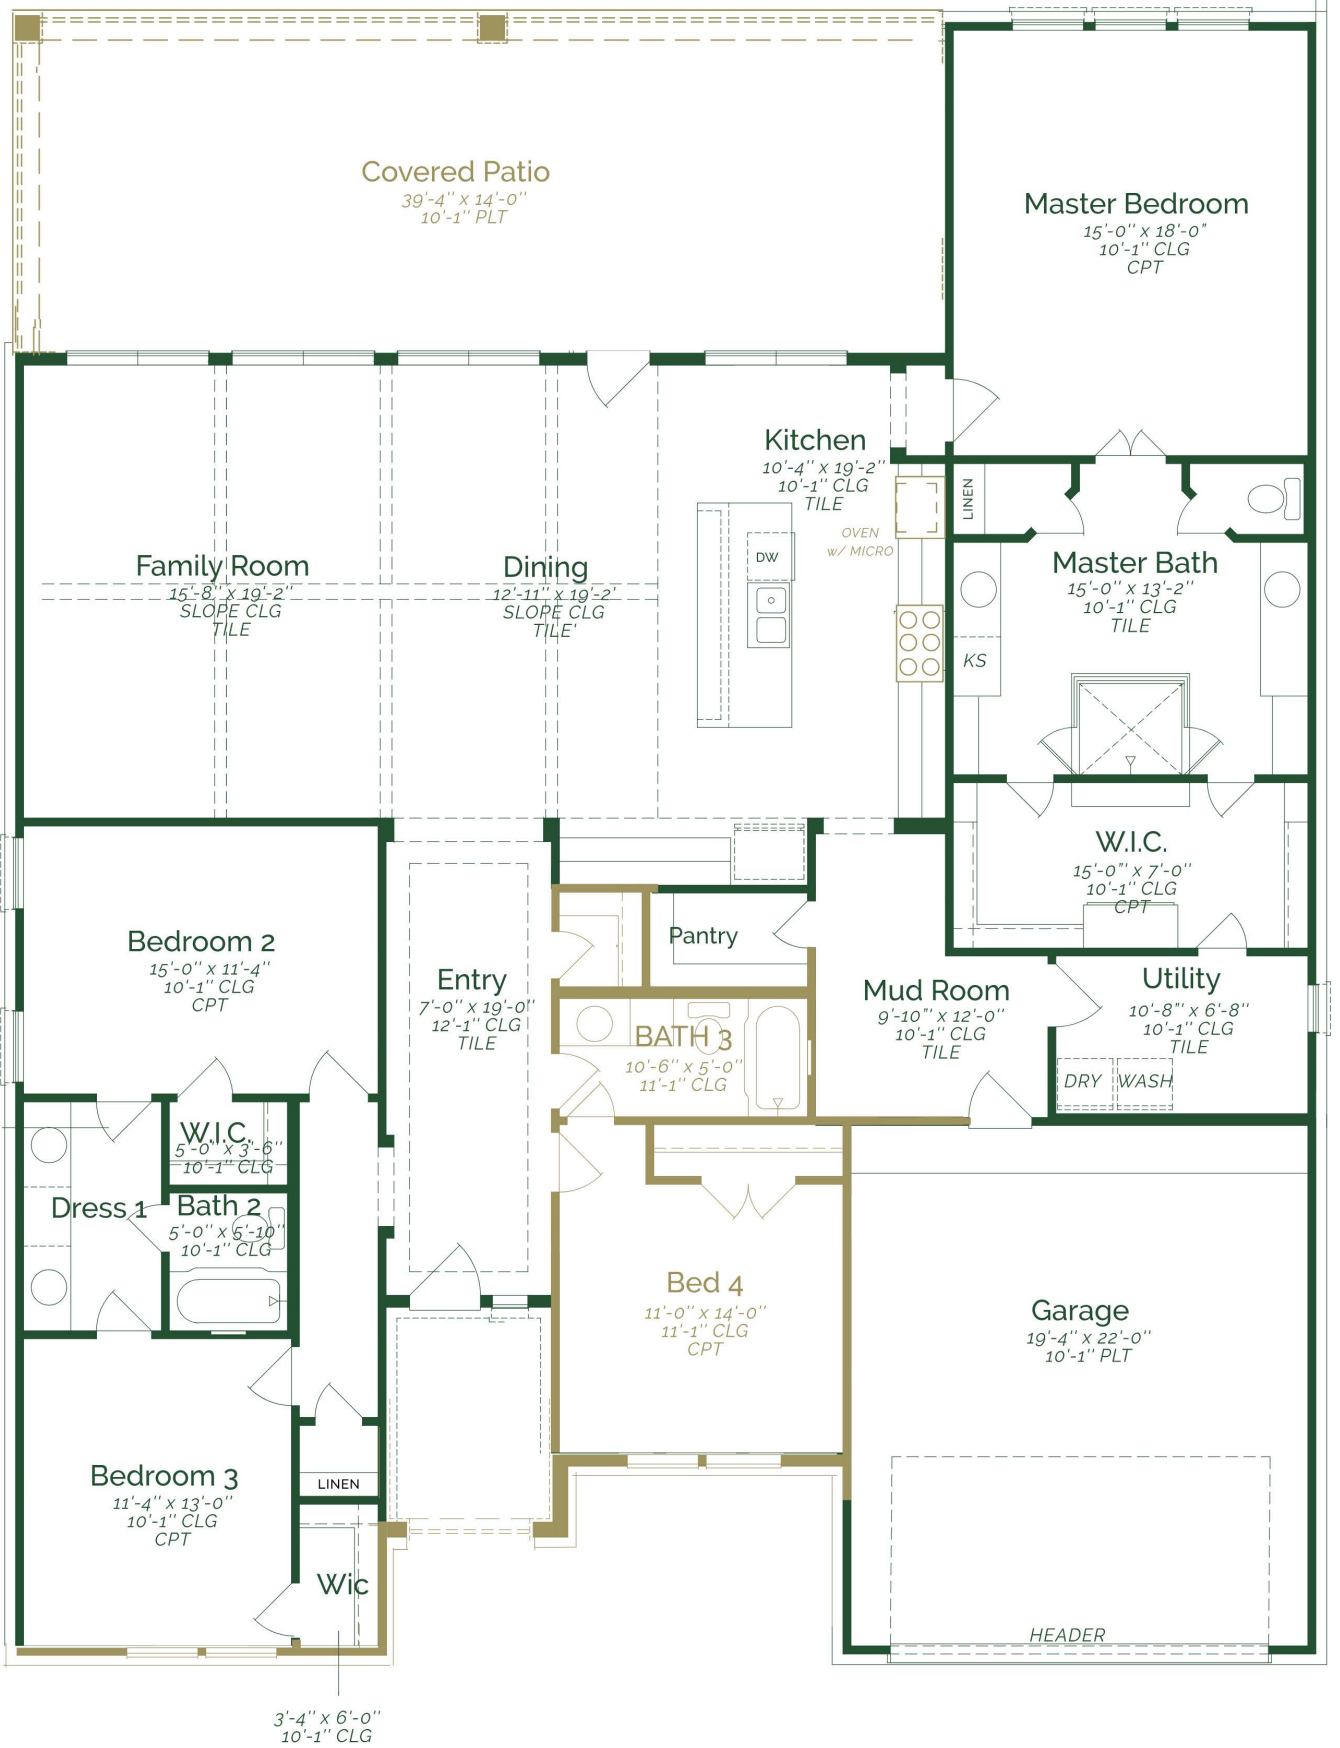 Covered Patio
39'-4'' x 14'-0''
10'-1'' PLT
Master Bedroom
15'-0'' x 18'-0"
10'-1'' CLG
CPT
Kitchen
10'-4'' x 19'-2''
10'-1'' CLG
TILE
OVEN
w/ MICRO
LINEN
DW
Family Room
15'-8'' x 19'-2''
SLOPE CLG
TILE
Dining
12'-11'' x 19'-2'
SLOPE CLG
TILE'
Master Bath
15'-0'' x 13'-2''
10'-1'' CLG
TILE
KS
W.I.C.
15'-0"' x 7'-0''
10'-1'' CLG
CPT
Bedroom 2
15'-0'' x 11'-4''
10'-1'' CLG
CPT
Entry
7'-0'' x 19'-0''
12'-1'' CLG
TILE
Pantry
Mud Room
9'-10"' x 12'-0''
10'-1'' CLG
TILE
Utility
10'-8"' x 6'-8''
10'-1'' CLG
TILE
DRY
WASH
BATH 3
10'-6'' x 5'-0''
11'-1'' CLG
W.I.C.
5'-0'' x 3'-6''
10'-1'' CLG
Dress 1
Bath 2
5'-0'' x 5'-10''
10'-1'' CLG
Bed 4
11'-0'' x 14'-0''
11'-1'' CLG
CPT
Garage
19'-4'' x 22'-0''
10'-1'' PLT
Bedroom 3
11'-4'' x 13'-0''
10'-1'' CLG
CPT
LINEN
Wic
HEADER
3'-4'' x 6'-0''
10'-1'' CLG